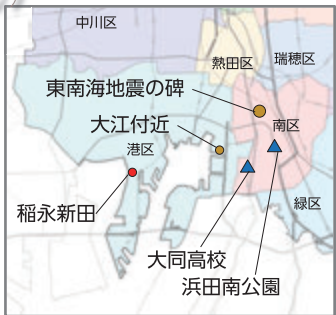 中川区
熱田区
瑞穂区
東南海地震の碑
南区
大江付近
港区
稲永新田
緑区
大同高校
浜田南公園